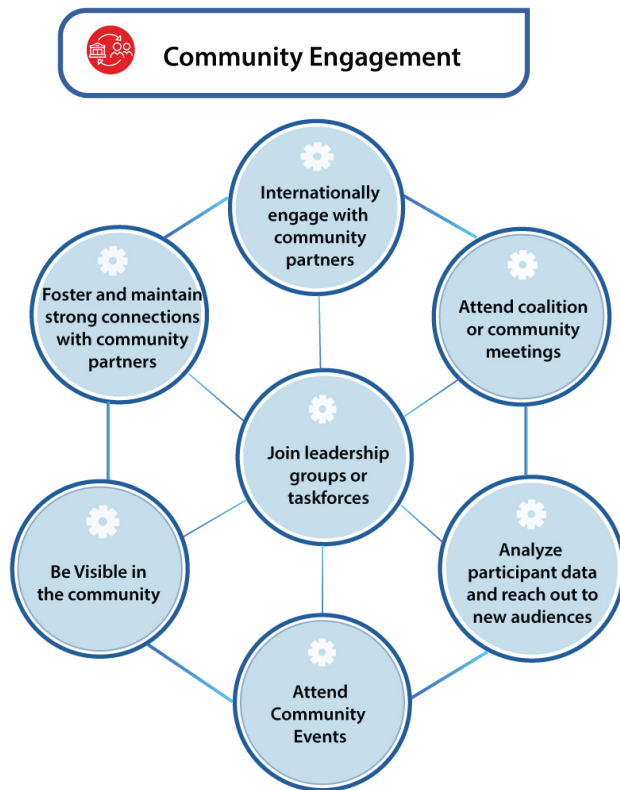 Community Engagement
Internationally
engage with
community
partners
Foster and maintain
strong connections
with community
partners
Attend coalition
or community
meetings
Join leadership
groups or
taskforces
Be Visible in
the community
Analyze
participant data
and reach out to
new audiences
Attend
Community
Events